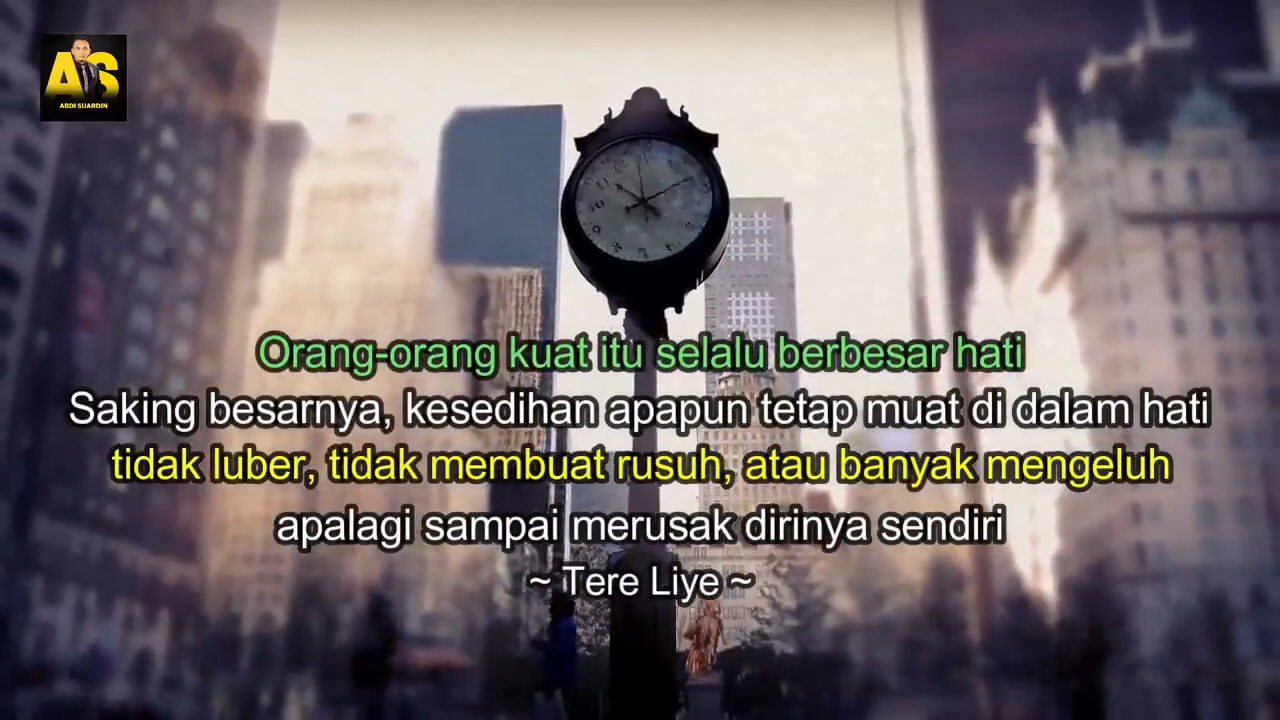 AS
ABDI SUARDIN
Orang-orang kuat itu selalu berbesar hati
Saking besarnya, kesedihan apapun tetap muat di dalam hati
tidak luber, tidak membuat rusuh, atau banyak mengeluh
apalagi sampai merusak dirinya sendiri
~ Tere Liye ~